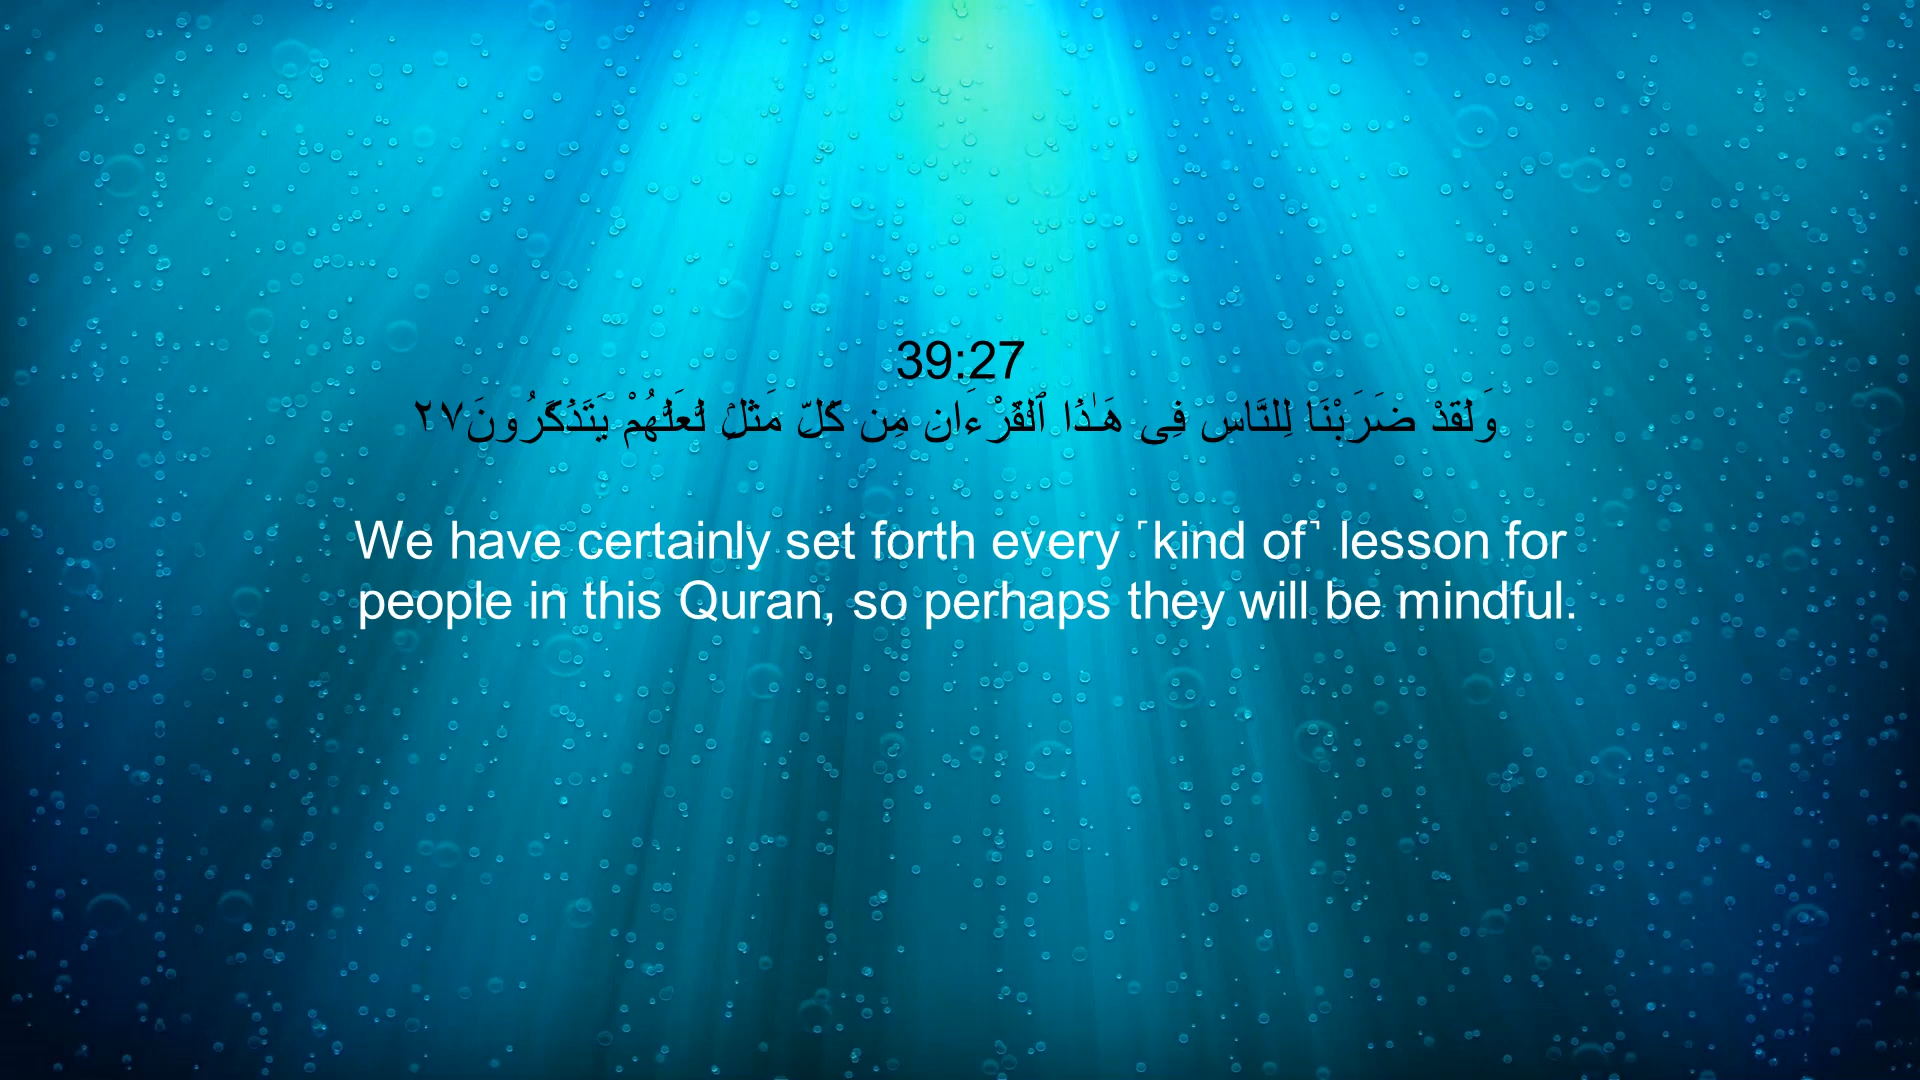 39:27
وَلَقَدْ ضَرَبْنَا لِلنَّاسِ فِى هَـٰذَا ٱلْقُرْءَانِ مِن كُلِّ مَثَلٍۢ لَّعَلَّهُمْ يَتَذَكَّرُونَ ٢٧
We have certainly set forth every ˹kind of˺ lesson for
people in this Quran, so perhaps they will be mindful.